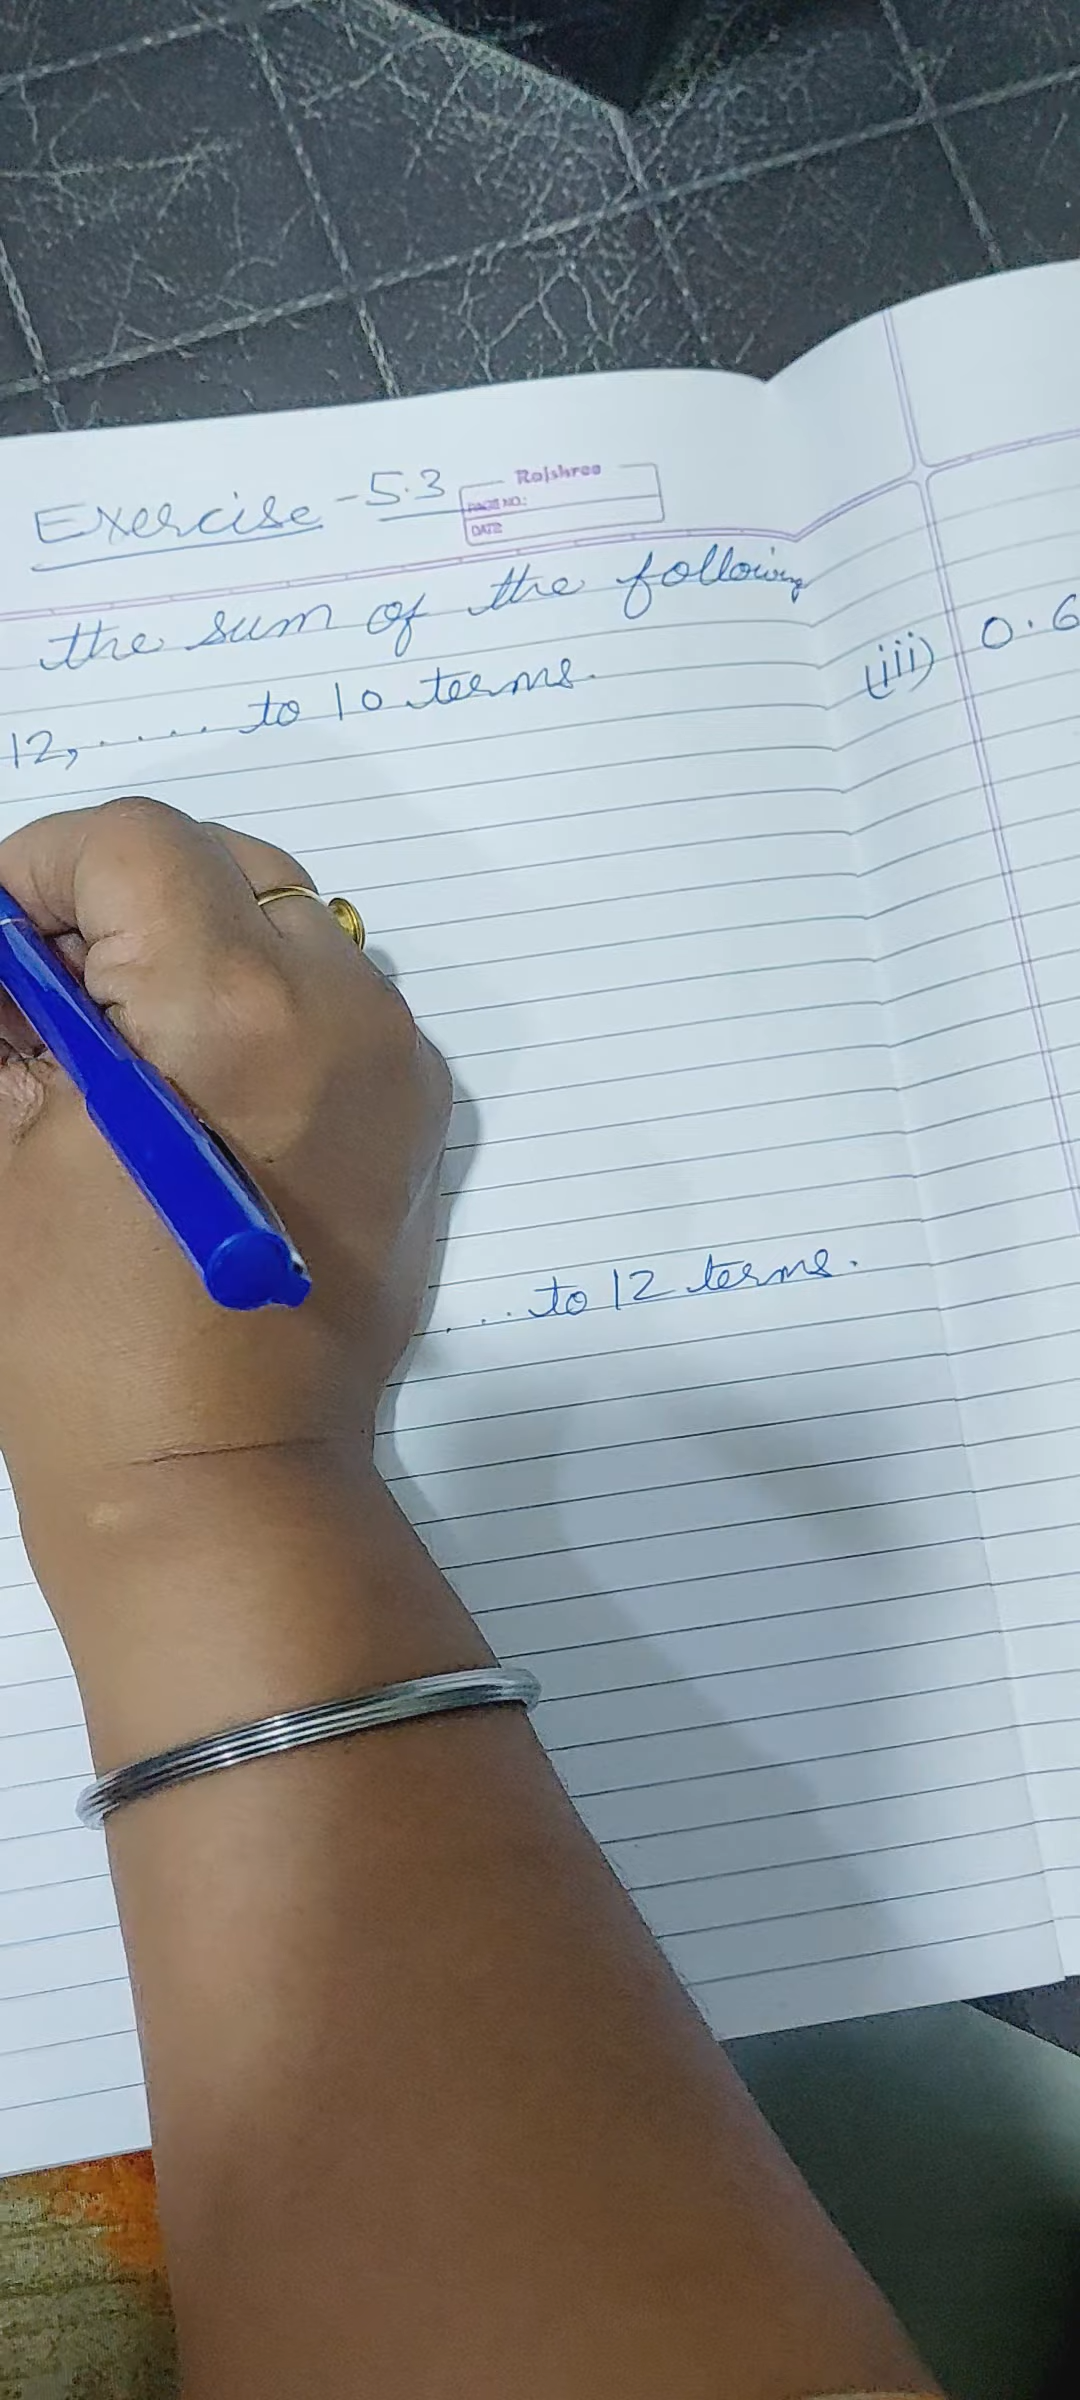 Exercise - 5.3
Rajshree
PAGE NO.:
DATE
the sum of the following
12, ..... to 10 terms.
.... to 12 terms.
(iii) 0.6